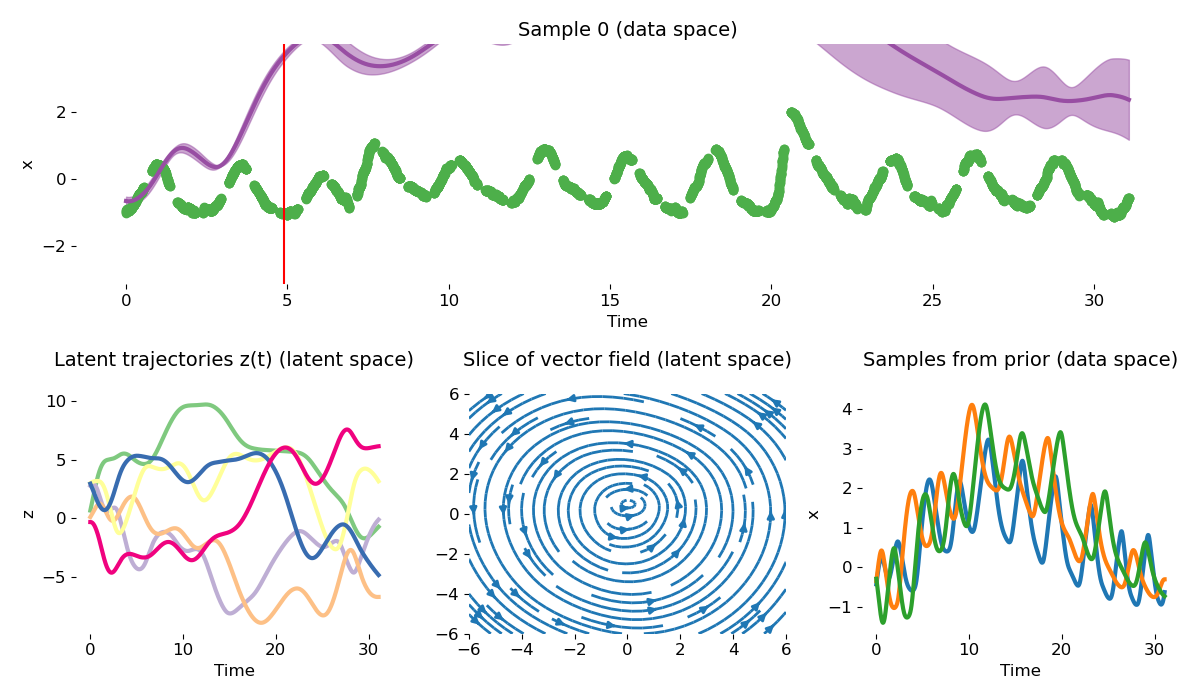 Sample 0 (data space)
x
2
0
−2
0 5 10 15 20 25 30
Time
Latent trajectories z(t) (latent space)
z
10
5
0
−5
0 10 20 30
Time
Slice of vector field (latent space)
6
4
2
0
−2
−4
−6
−6 −4 −2 0 2 4 6
Samples from prior (data space)
x
4
3
2
1
0
−1
0 10 20 30
Time